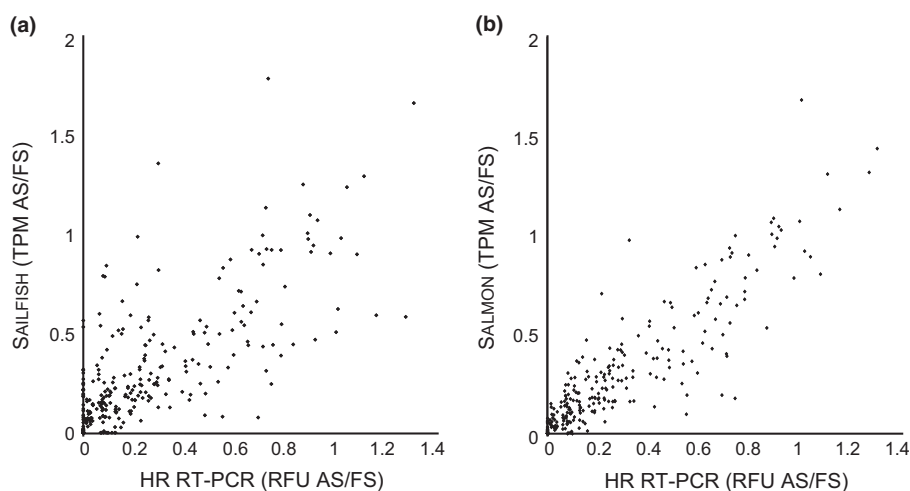 (a)
2
1.5
1
0.5
0
SAILFISH (TPM AS/FS)
0 0.2 0.4 0.6 0.8 1 1.2 1.4
HR RT-PCR (RFU AS/FS)
(b)
2
1.5
1
0.5
0
SALMON (TPM AS/FS)
0 0.2 0.4 0.6 0.8 1 1.2 1.4
HR RT-PCR (RFU AS/FS)